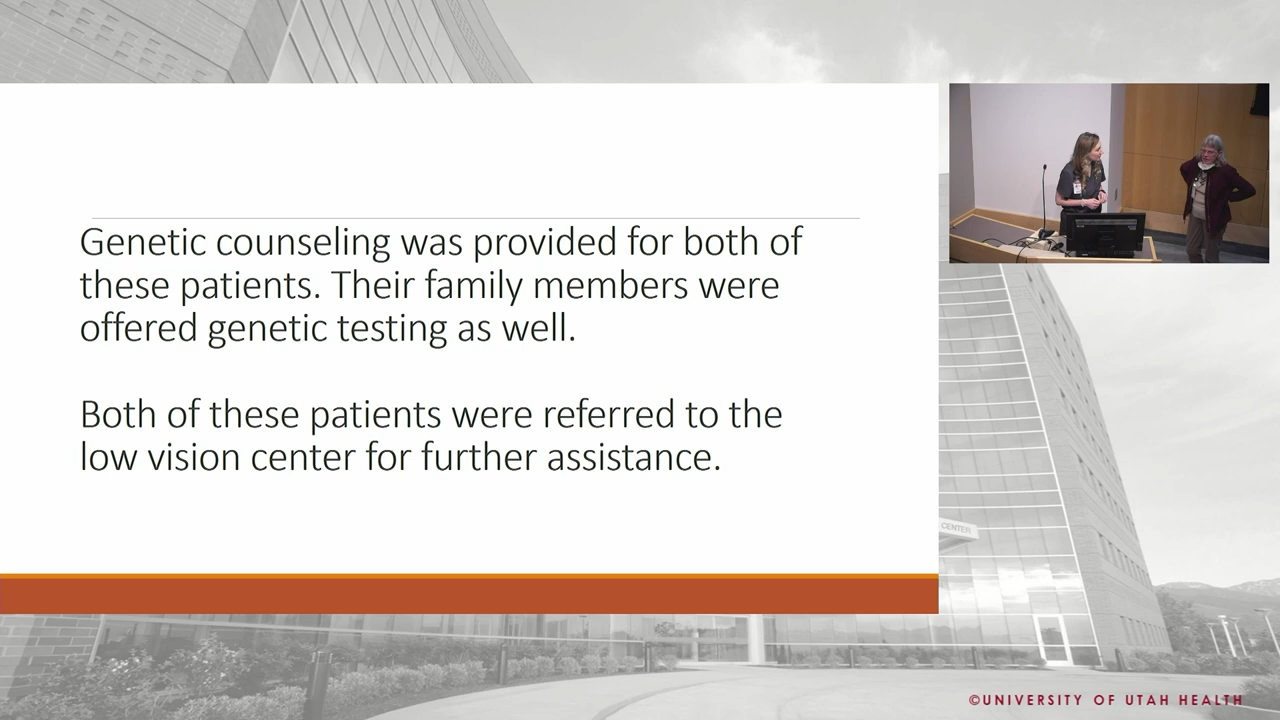 Genetic counseling was provided for both of
these patients. Their family members were
offered genetic testing as well.
Both of these patients were referred to the
low vision center for further assistance.
CENTER
©UNIVERSITY OF UTAH HEALTH